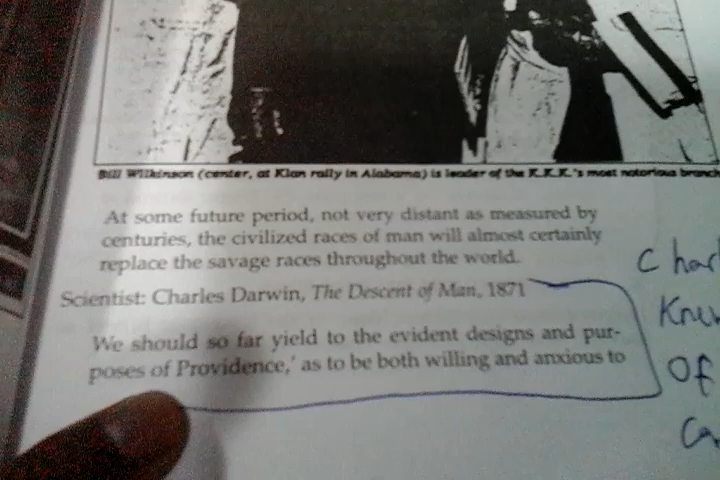 Bill Wilkinson (center, at Klan rally in Alabama) is leader of the K.K.K.'s most notorious branch
At some future period, not very distant as measured by
centuries, the civilized races of man will almost certainly
replace the savage races throughout the world.
Scientist: Charles Darwin, The Descent of Man, 1871
We should so far yield to the evident designs and pur-
poses of Providence,' as to be both willing and anxious to
Of